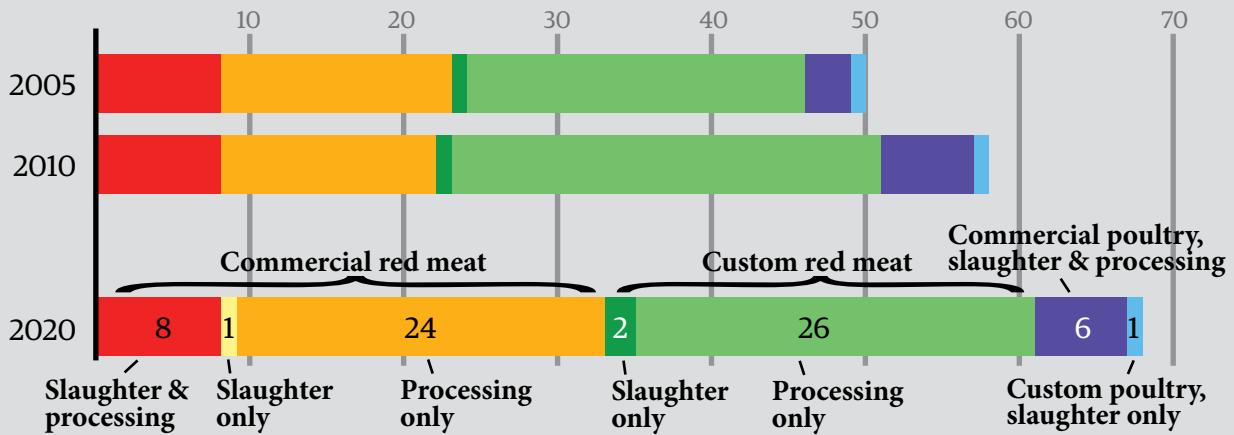 10 20 30 40 50 60 70
2005
2010
Commercial red meat
Custom red meat
Commercial poultry,
slaughter & processing
2020 8 1 24 2 26 6 1
Slaughter &
processing
Slaughter
only
Processing
only
Slaughter
only
Processing
only
Custom poultry,
slaughter only